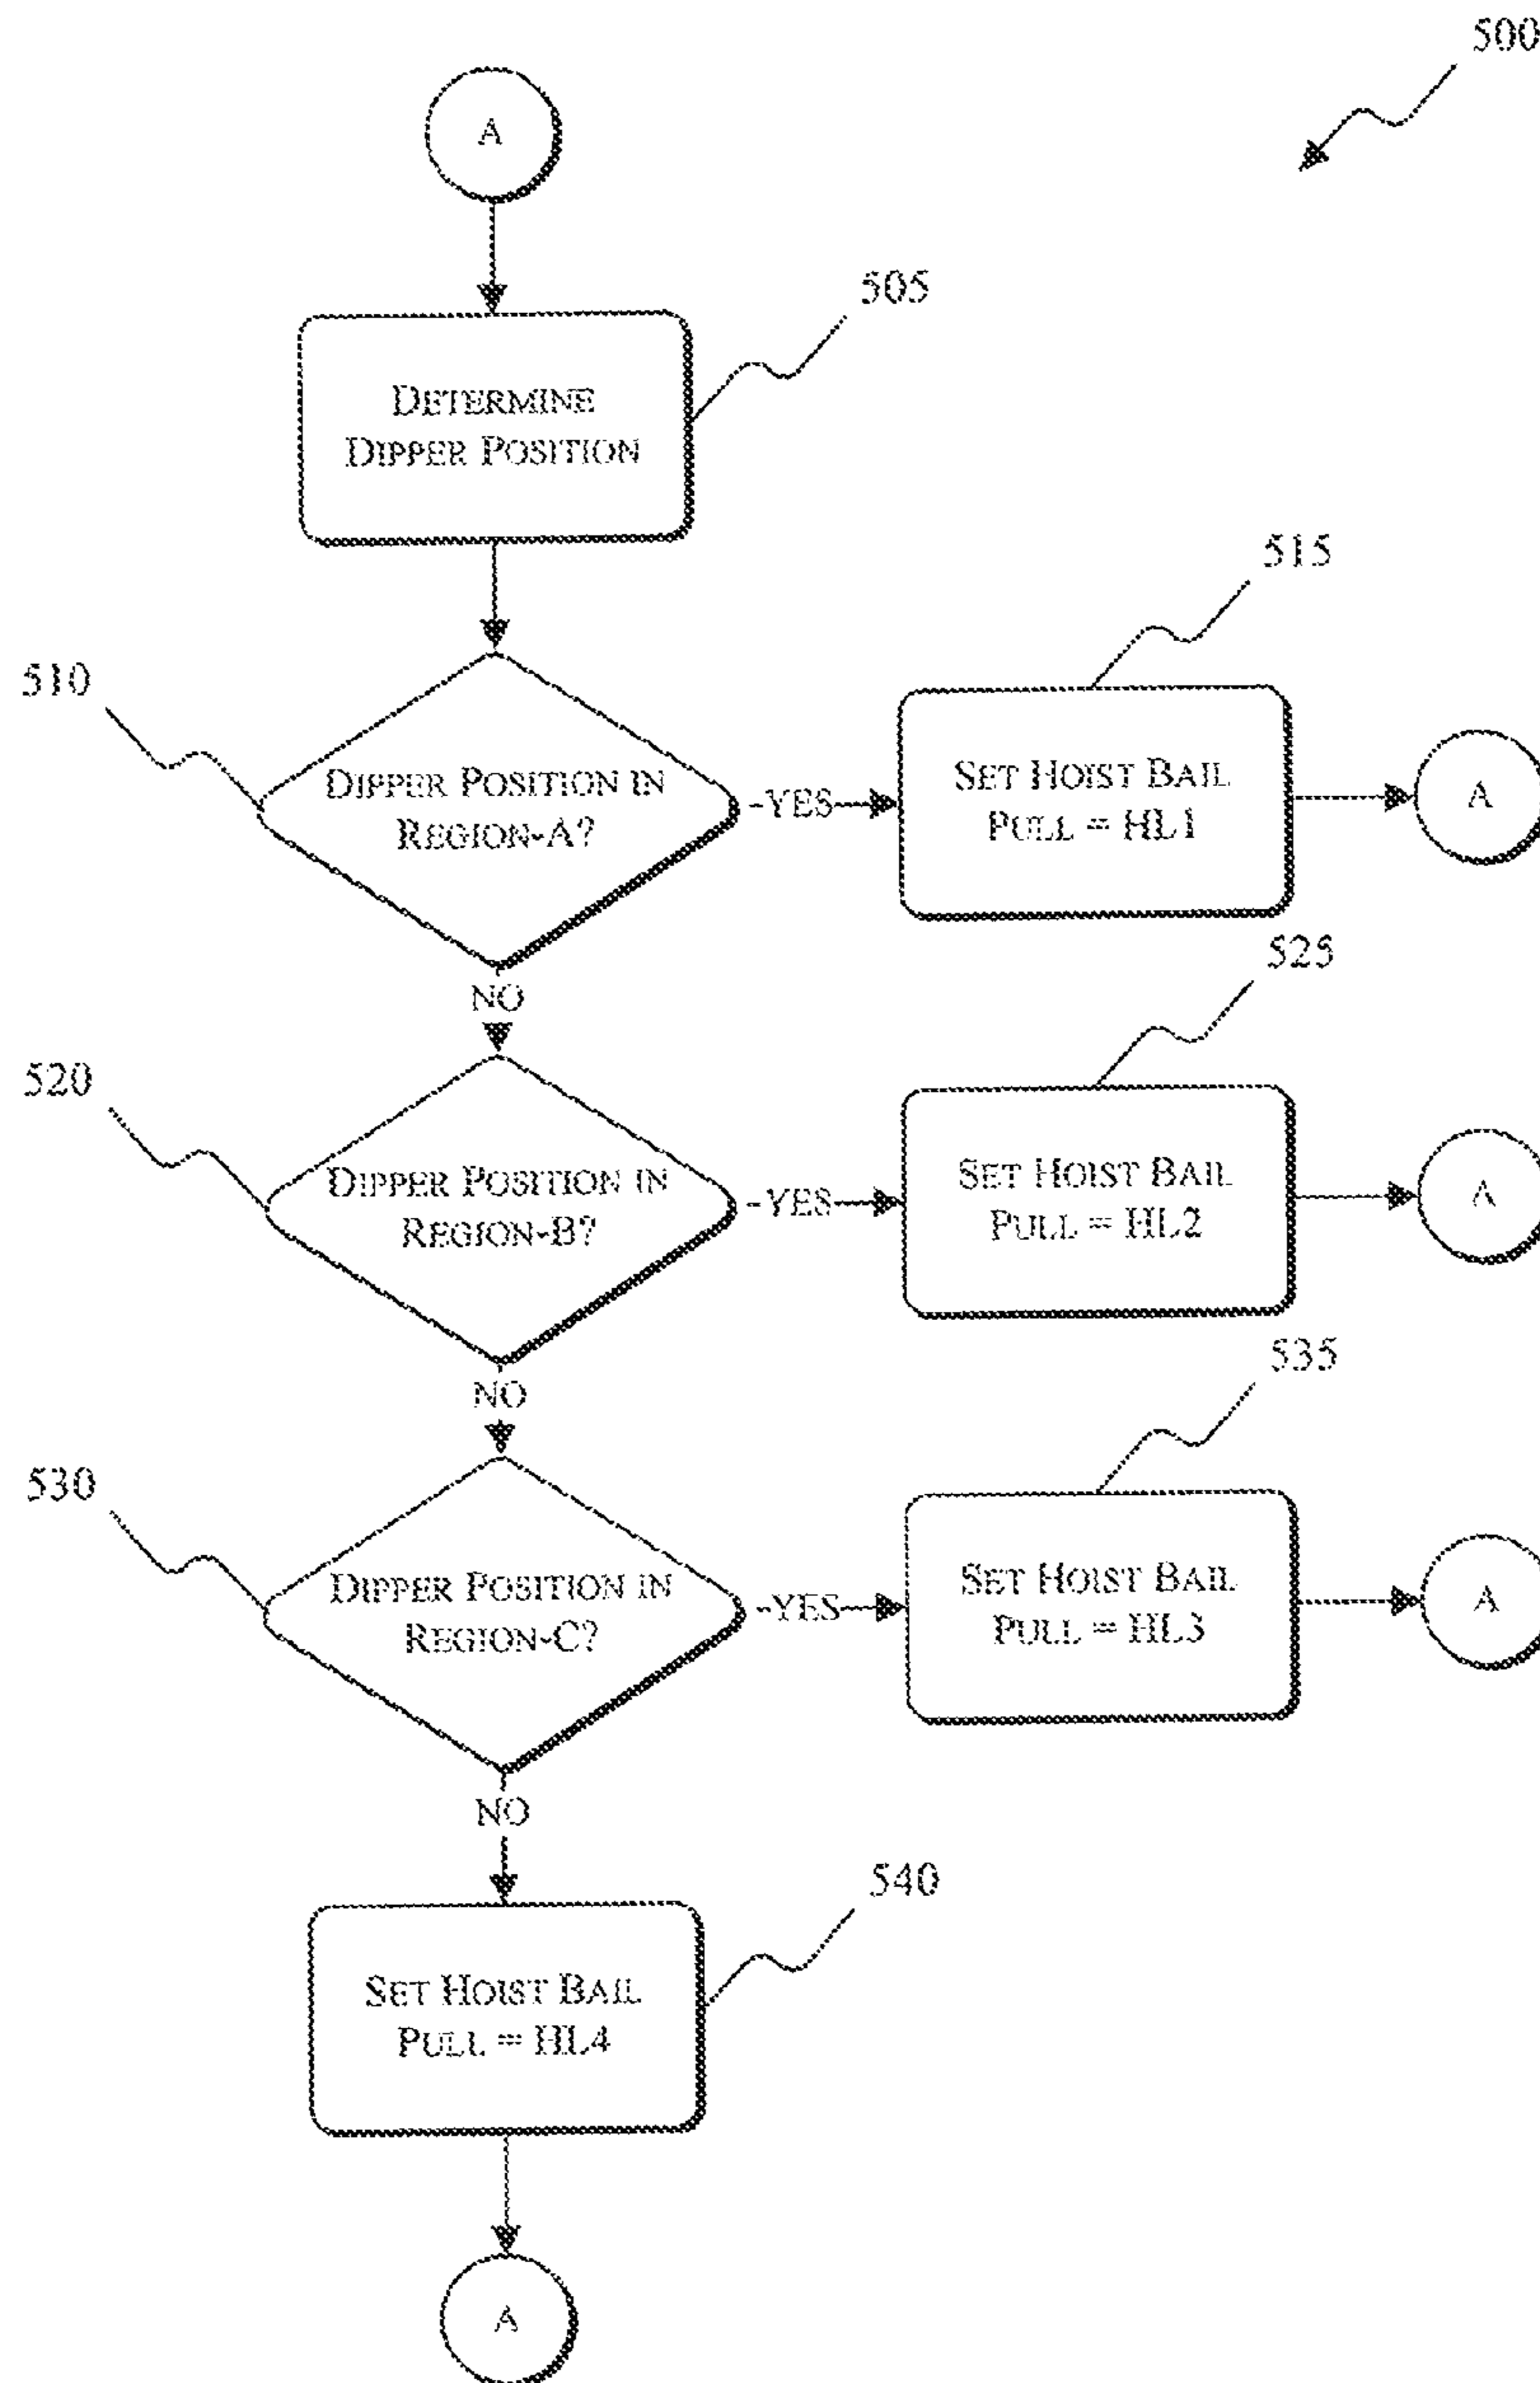 500
A
505
DETERMINE
DIPPER POSITION
515
510
DIPPER POSITION IN
REGION-A?
-YES
SET HOIST BAIL
PULL = HL1
A
NO
525
520
DIPPER POSITION IN
REGION-B?
-YES
SET HOIST BAIL
PULL = HL2
A
NO
535
530
DIPPER POSITION IN
REGION-C?
-YES
SET HOIST BAIL
PULL = HL3
A
NO
540
SET HOIST BAIL
PULL = HL4
A